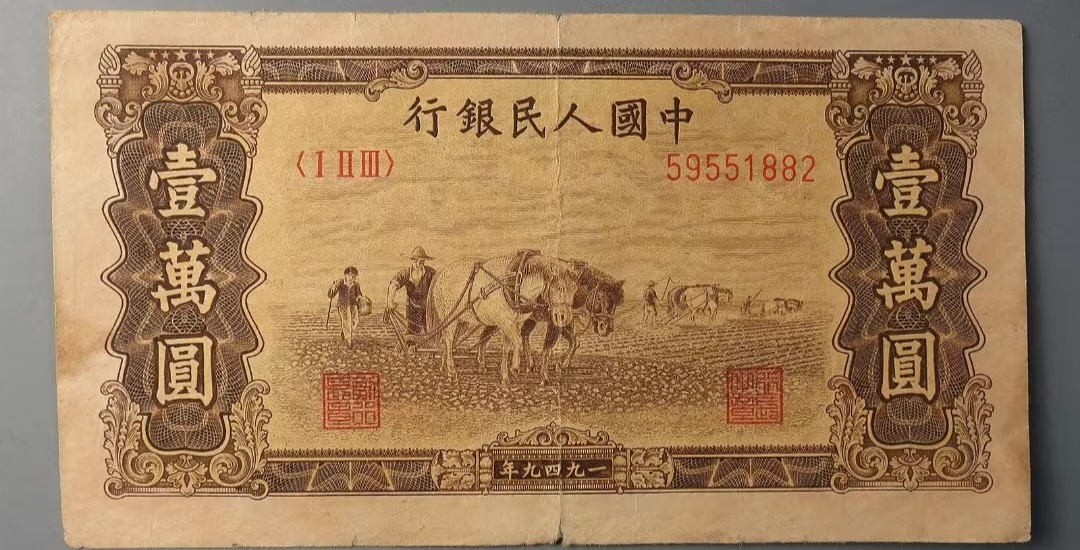 中國人民銀行
〈Ⅰ Ⅱ Ⅲ〉
59551882
壹萬圓
壹萬圓
一九四九年